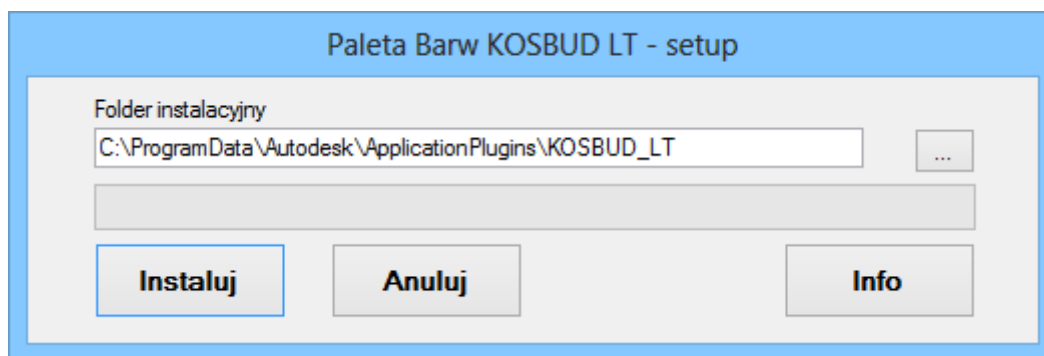 Paleta Barw KOSBUD LT - setup
Folder instalacyjny
C:\ProgramData\Autodesk\ApplicationPlugins\KOSBUD_LT
...
Instaluj
Anuluj
Info